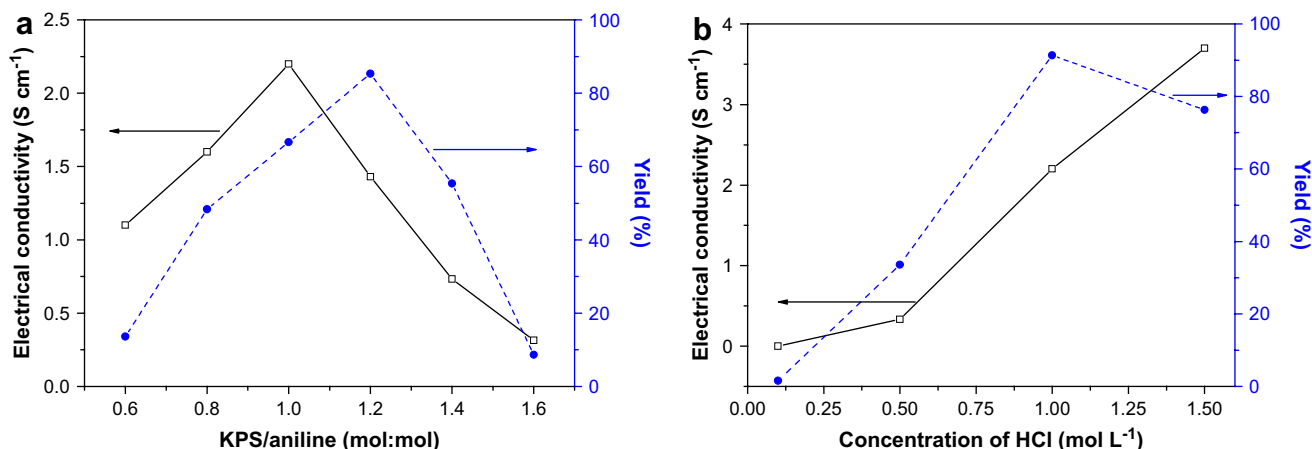 a
Electrical conductivity (S cm⁻¹)
2.5
2.0
1.5
1.0
0.5
0.0
0.6 0.8 1.0 1.2 1.4 1.6
KPS/aniline (mol:mol)
100
80
60
40
20
0
Yield (%)
b
Electrical conductivity (S cm⁻¹)
4
3
2
1
0
0.00 0.25 0.50 0.75 1.00 1.25 1.50
Concentration of HCl (mol L⁻¹)
100
80
60
40
20
0
Yield (%)